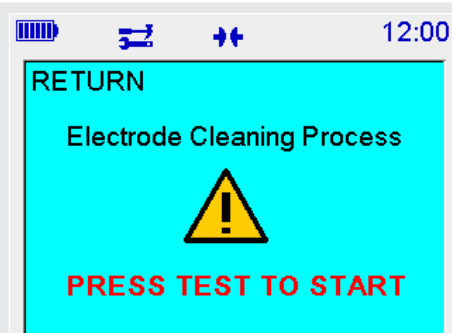 12:00
RETURN
Electrode Cleaning Process
PRESS TEST TO START